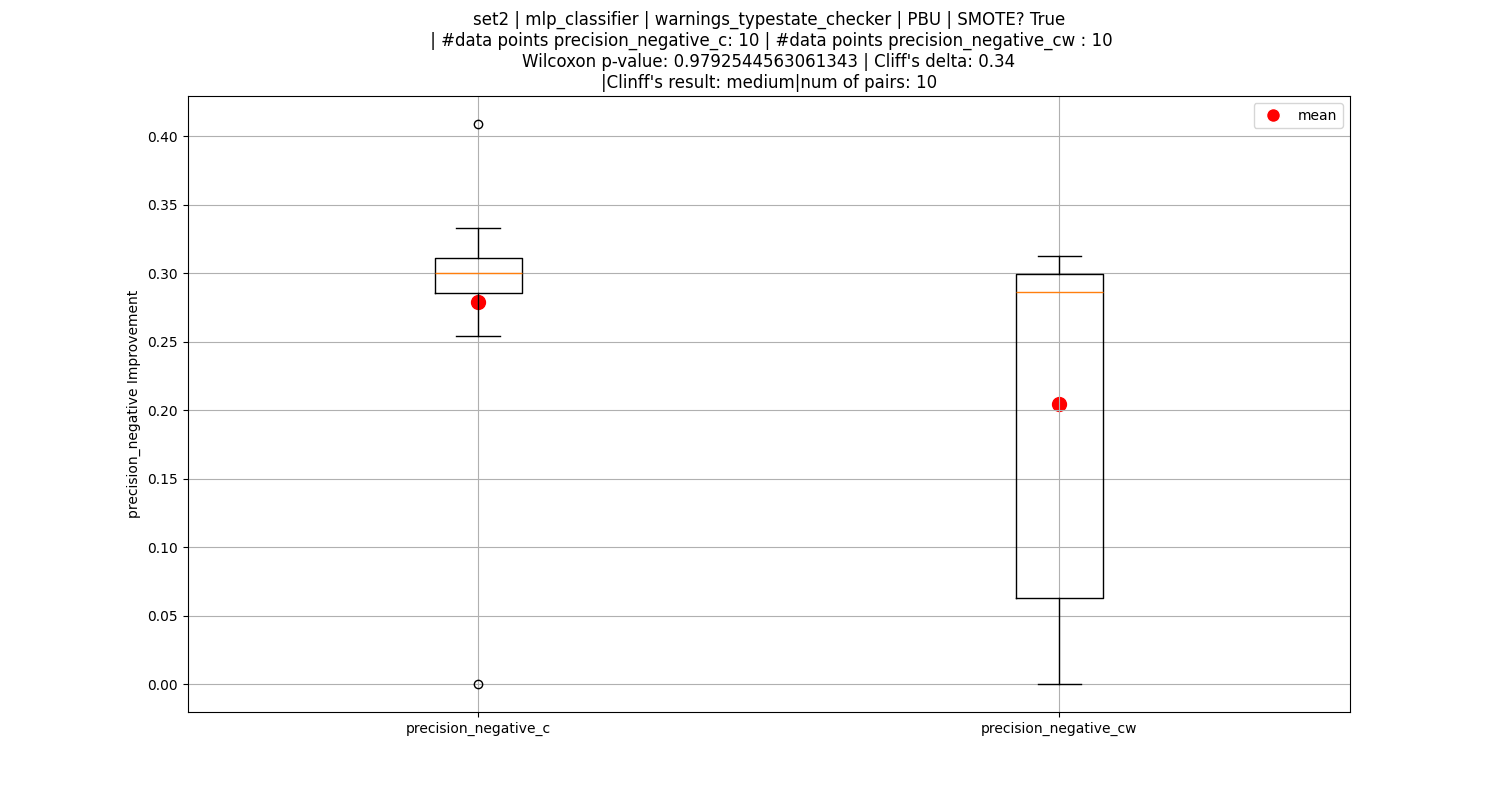 set2 | mlp_classifier | warnings_typestate_checker | PBU | SMOTE? True
| #data points precision_negative_c: 10 | #data points precision_negative_cw : 10
Wilcoxon p-value: 0.9792544563061343 | Cliff's delta: 0.34
|Clinff's result: medium|num of pairs: 10
mean
precision_negative Improvement
0.40
0.35
0.30
0.25
0.20
0.15
0.10
0.05
0.00
precision_negative_c
precision_negative_cw